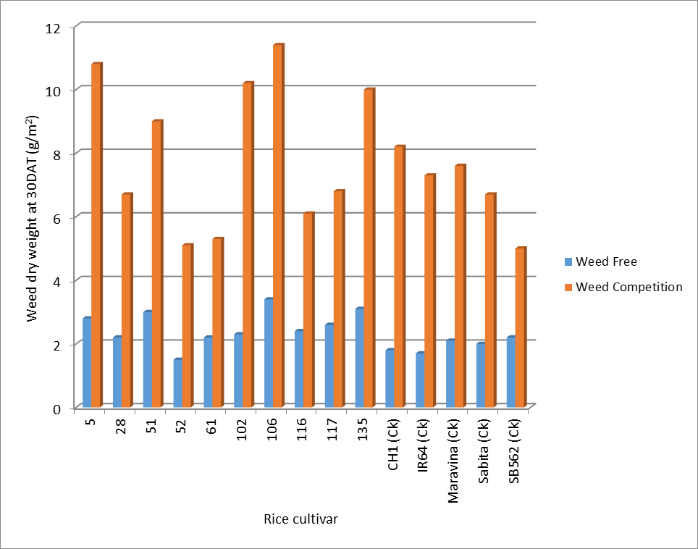 Weed dry weight at 30DAT (g/m²)
12
10
8
6
4
2
0
5
28
51
52
61
102
106
116
117
135
CH1 (Ck)
IR64 (Ck)
Maravina (Ck)
Sabita (Ck)
SB562 (Ck)
Rice cultivar
Weed Free
Weed Competition